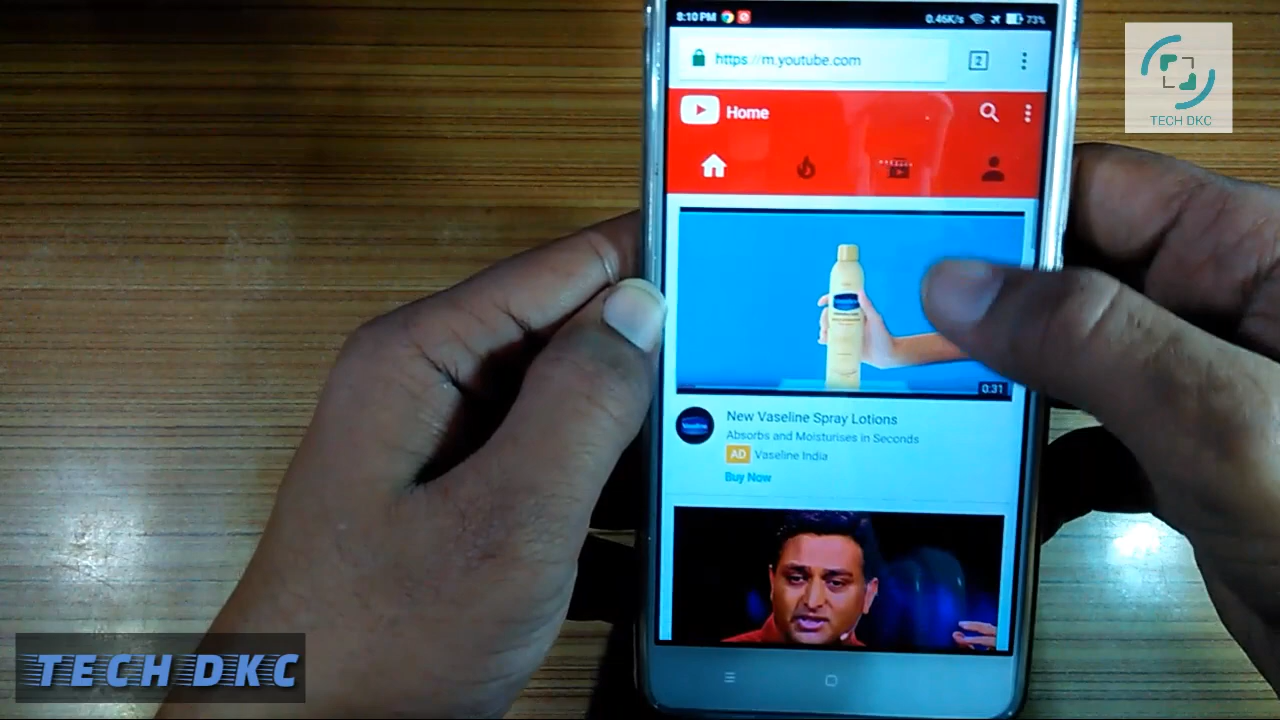 8:10 PM
0.46K/s
73%
https://m.youtube.com
2
TECH DKC
Home
Vaseline
0:31
New Vaseline Spray Lotions
Absorbs and Moisturises in Seconds
AD Vaseline India
Buy Now
TECH DKC